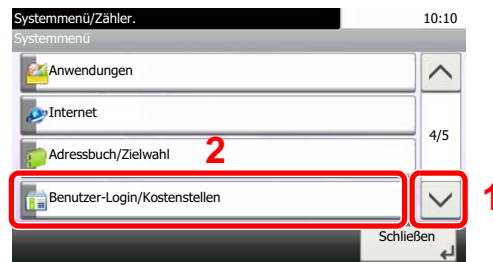 Systemmenü/Zähler. 10:10
Systemmenü
Anwendungen
Internet
4/5
Adressbuch/Zielwahl
2
Benutzer-Login/Kostenstellen
1
Schließen